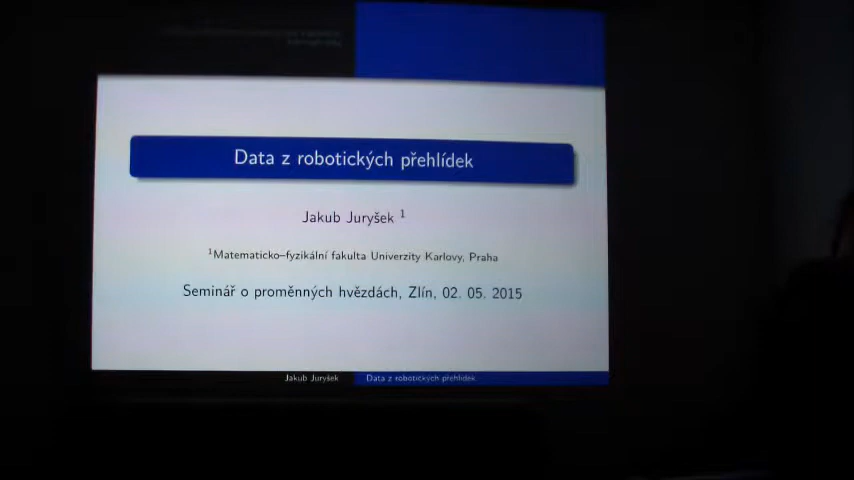 Data z robotických přehlídek
Jakub Juryšek 1
1Matematicko–fyzikální fakulta Univerzity Karlovy, Praha
Seminář o proměnných hvězdách, Zlín, 02. 05. 2015
Jakub Juryšek
Data z robotických přehlídek